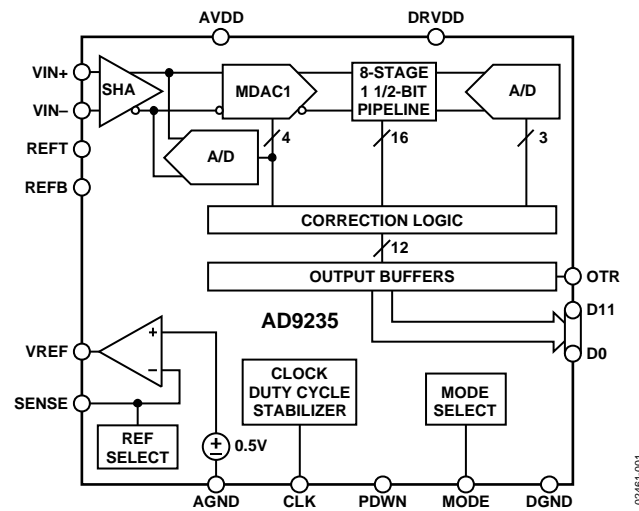 AVDD
DRVDD
VIN+
VIN–
REFT
REFB
SHA
MDAC1
8-STAGE
1 1/2-BIT
PIPELINE
A/D
A/D
4
16
3
CORRECTION LOGIC
12
OUTPUT BUFFERS
OTR
D11
D0
AD9235
VREF
SENSE
+
–
REF
SELECT
0.5V
CLOCK
DUTY CYCLE
STABILIZER
MODE
SELECT
AGND
CLK
PDWN
MODE
DGND
02461-001